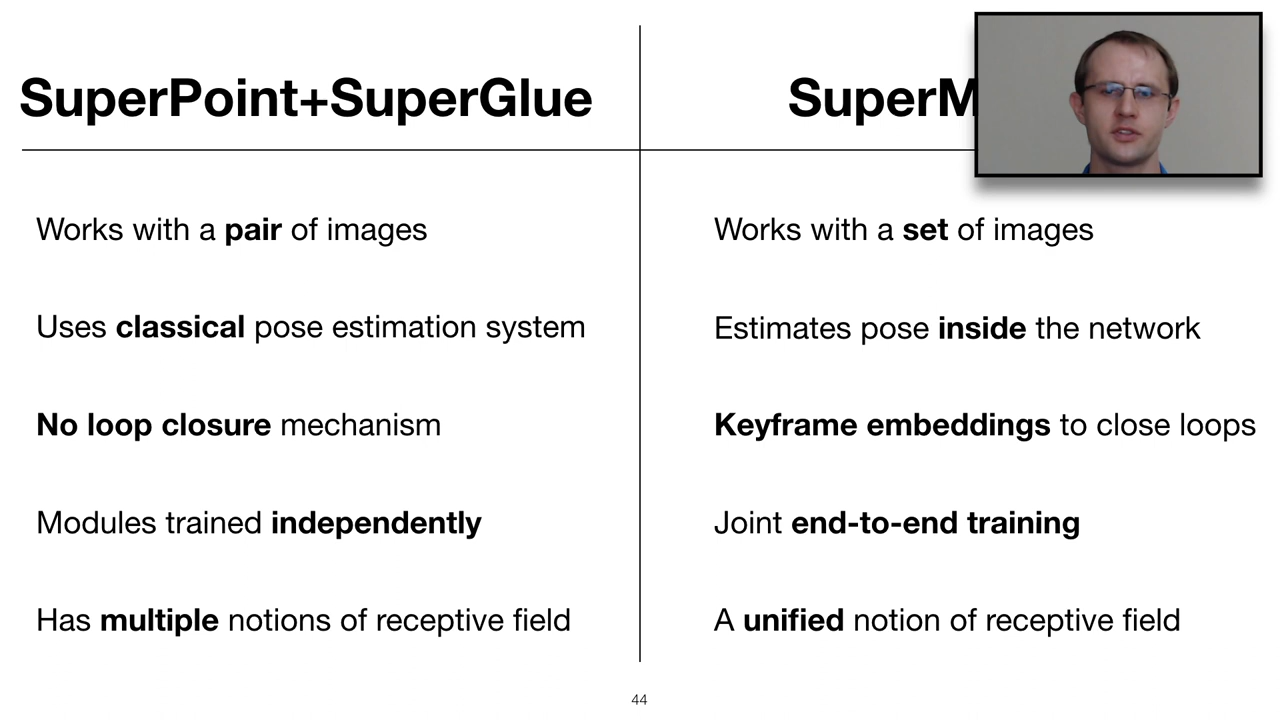 SuperPoint+SuperGlue
SuperM
Works with a pair of images
Works with a set of images
Uses classical pose estimation system
Estimates pose inside the network
No loop closure mechanism
Keyframe embeddings to close loops
Modules trained independently
Joint end-to-end training
Has multiple notions of receptive field
A unified notion of receptive field
44